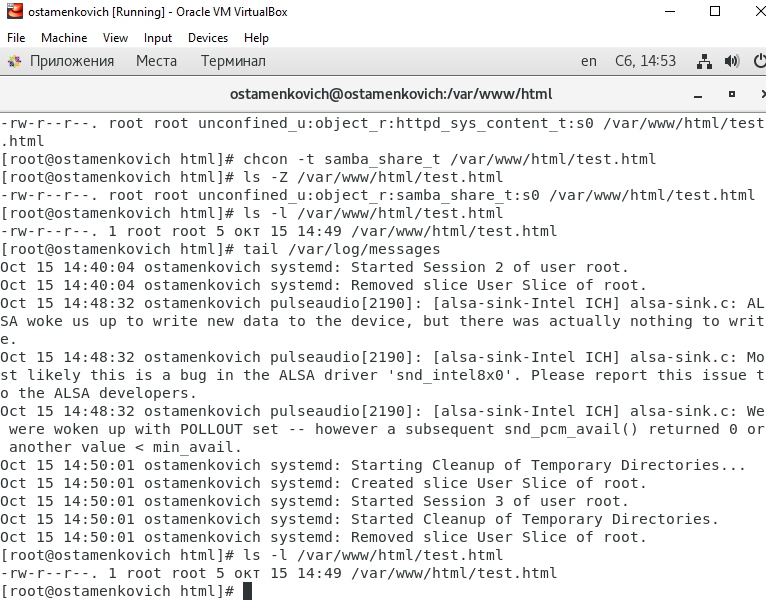 ostamenkovich [Running] - Oracle VM VirtualBox
File Machine View Input Devices Help
Приложения Места Терминал en Сб, 14:53
ostamenkovich@ostamenkovich:/var/www/html
-rw-r--r--. root root unconfined_u:object_r:httpd_sys_content_t:s0 /var/www/html/test
.html
[root@ostamenkovich html]# chcon -t samba_share_t /var/www/html/test.html
[root@ostamenkovich html]# ls -Z /var/www/html/test.html
-rw-r--r--. root root unconfined_u:object_r:samba_share_t:s0 /var/www/html/test.html
[root@ostamenkovich html]# ls -l /var/www/html/test.html
-rw-r--r--. 1 root root 5 окт 15 14:49 /var/www/html/test.html
[root@ostamenkovich html]# tail /var/log/messages
Oct 15 14:40:04 ostamenkovich systemd: Started Session 2 of user root.
Oct 15 14:40:04 ostamenkovich systemd: Removed slice User Slice of root.
Oct 15 14:48:32 ostamenkovich pulseaudio[2190]: [alsa-sink-Intel ICH] alsa-sink.c: AL
SA woke us up to write new data to the device, but there was actually nothing to writ
e.
Oct 15 14:48:32 ostamenkovich pulseaudio[2190]: [alsa-sink-Intel ICH] alsa-sink.c: Mo
st likely this is a bug in the ALSA driver 'snd_intel8x0'. Please report this issue t
o the ALSA developers.
Oct 15 14:48:32 ostamenkovich pulseaudio[2190]: [alsa-sink-Intel ICH] alsa-sink.c: We
 were woken up with POLLOUT set -- however a subsequent snd_pcm_avail() returned 0 or
 another value < min_avail.
Oct 15 14:50:01 ostamenkovich systemd: Starting Cleanup of Temporary Directories...
Oct 15 14:50:01 ostamenkovich systemd: Created slice User Slice of root.
Oct 15 14:50:01 ostamenkovich systemd: Started Session 3 of user root.
Oct 15 14:50:01 ostamenkovich systemd: Started Cleanup of Temporary Directories.
Oct 15 14:50:01 ostamenkovich systemd: Removed slice User Slice of root.
[root@ostamenkovich html]# ls -l /var/www/html/test.html
-rw-r--r--. 1 root root 5 окт 15 14:49 /var/www/html/test.html
[root@ostamenkovich html]#